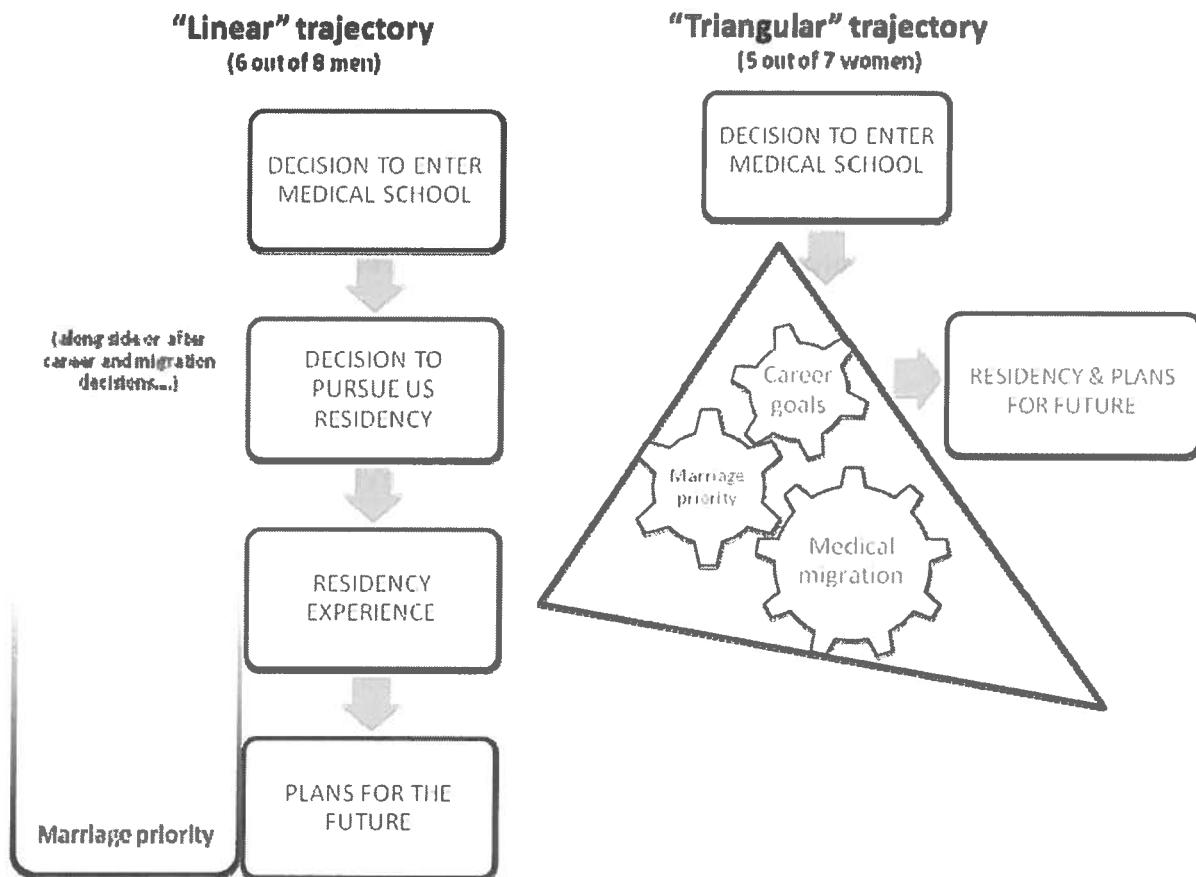 “Linear” trajectory
(6 out of 8 men)
DECISION TO ENTER
MEDICAL SCHOOL
(along side or after
career and migration
decisions....)
DECISION TO
PURSUE US
RESIDENCY
RESIDENCY
EXPERIENCE
PLANS FOR THE
FUTURE
Marriage priority
“Triangular” trajectory
(5 out of 7 women)
DECISION TO ENTER
MEDICAL SCHOOL
Career
goals
Marriage
priority
Medical
migration
RESIDENCY & PLANS
FOR FUTURE